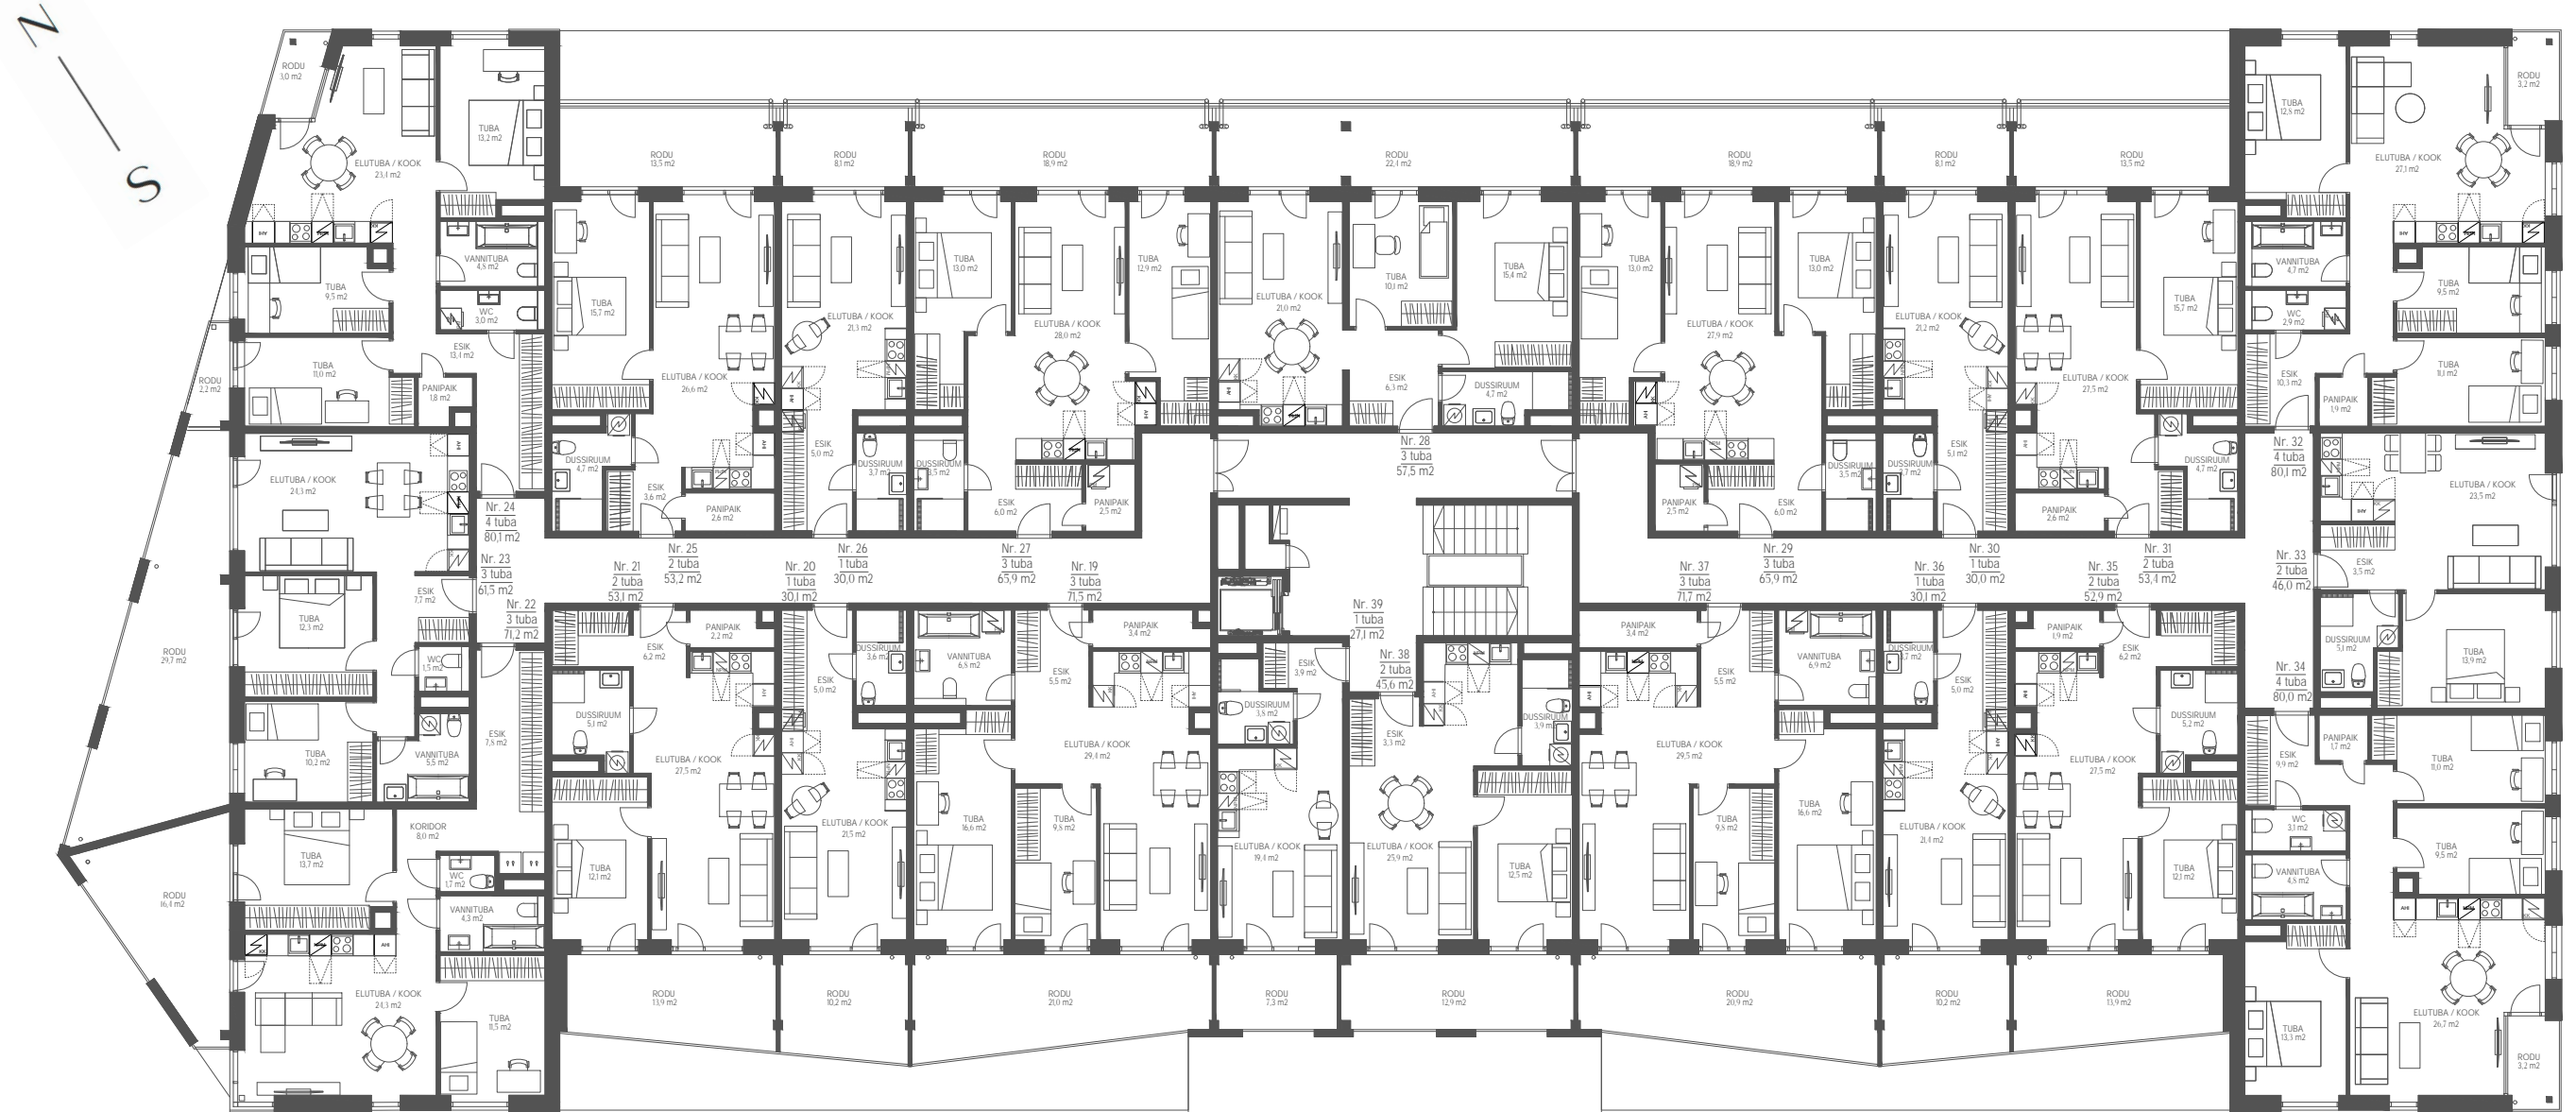 N
S
RODU
3,0 m2
ELUTUBA / KOOK
23,4 m2
TUBA
13,2 m2
VANNITUBA
4,8 m2
WC
3,0 m2
TUBA
9,5 m2
ESIK
13,1 m2
TUBA
11,0 m2
PANIPAIK
1,8 m2
RODU
2,2 m2
Nr. 24
4 tuba
80,1 m2
ELUTUBA / KOOK
24,3 m2
Nr. 23
3 tuba
61,5 m2
ESIK
7,7 m2
TUBA
12,3 m2
WC
1,5 m2
TUBA
10,2 m2
VANNITUBA
5,5 m2
RODU
29,7 m2
Nr. 22
3 tuba
71,2 m2
ESIK
7,8 m2
KORIDOR
8,0 m2
TUBA
13,7 m2
WC
1,7 m2
VANNITUBA
4,3 m2
RODU
16,4 m2
ELUTUBA / KOOK
24,3 m2
TUBA
11,5 m2
RODU
13,5 m2
TUBA
15,7 m2
ELUTUBA / KOOK
26,6 m2
DUSSIRUUM
4,7 m2
ESIK
3,6 m2
PANIPAIK
2,6 m2
Nr. 25
2 tuba
53,2 m2
RODU
8,1 m2
ELUTUBA / KOOK
21,3 m2
ESIK
5,0 m2
DUSSIRUUM
3,7 m2
Nr. 26
1 tuba
30,0 m2
RODU
18,9 m2
TUBA
13,0 m2
ELUTUBA / KOOK
28,0 m2
TUBA
12,9 m2
DUSSIRUUM
3,5 m2
ESIK
6,0 m2
PANIPAIK
2,5 m2
Nr. 27
3 tuba
65,9 m2
RODU
22,4 m2
ELUTUBA / KOOK
21,0 m2
TUBA
10,1 m2
TUBA
15,4 m2
ESIK
6,3 m2
DUSSIRUUM
4,7 m2
Nr. 28
3 tuba
57,5 m2
RODU
18,9 m2
TUBA
13,0 m2
ELUTUBA / KOOK
27,9 m2
TUBA
13,0 m2
PANIPAIK
2,5 m2
ESIK
6,0 m2
DUSSIRUUM
3,5 m2
Nr. 29
3 tuba
65,9 m2
RODU
8,1 m2
ELUTUBA / KOOK
21,2 m2
DUSSIRUUM
3,7 m2
ESIK
5,1 m2
Nr. 30
1 tuba
30,0 m2
RODU
13,5 m2
ELUTUBA / KOOK
27,5 m2
TUBA
15,7 m2
DUSSIRUUM
4,7 m2
PANIPAIK
2,6 m2
Nr. 31
2 tuba
53,4 m2
TUBA
12,8 m2
RODU
3,2 m2
ELUTUBA / KOOK
27,1 m2
VANNITUBA
4,7 m2
WC
2,9 m2
TUBA
9,5 m2
ESIK
10,3 m2
TUBA
11,1 m2
PANIPAIK
1,9 m2
Nr. 32
4 tuba
80,1 m2
ELUTUBA / KOOK
23,5 m2
Nr. 33
2 tuba
46,0 m2
ESIK
3,5 m2
DUSSIRUUM
5,1 m2
TUBA
13,9 m2
Nr. 34
4 tuba
80,0 m2
ESIK
9,9 m2
PANIPAIK
1,7 m2
TUBA
11,0 m2
WC
3,1 m2
TUBA
9,5 m2
VANNITUBA
4,8 m2
ELUTUBA / KOOK
26,7 m2
TUBA
13,3 m2
RODU
3,2 m2
Nr. 21
2 tuba
53,1 m2
PANIPAIK
2,2 m2
ESIK
6,2 m2
DUSSIRUUM
5,1 m2
ELUTUBA / KOOK
27,5 m2
TUBA
12,1 m2
RODU
13,9 m2
Nr. 20
1 tuba
30,1 m2
DUSSIRUUM
3,6 m2
ESIK
5,0 m2
ELUTUBA / KOOK
21,5 m2
RODU
10,2 m2
Nr. 19
3 tuba
71,5 m2
VANNITUBA
6,8 m2
ESIK
5,5 m2
PANIPAIK
3,4 m2
ELUTUBA / KOOK
29,4 m2
TUBA
16,6 m2
TUBA
9,8 m2
RODU
21,0 m2
Nr. 39
1 tuba
27,1 m2
ESIK
3,9 m2
DUSSIRUUM
3,8 m2
ELUTUBA / KOOK
19,4 m2
RODU
7,3 m2
Nr. 38
2 tuba
45,6 m2
ESIK
3,3 m2
DUSSIRUUM
3,9 m2
ELUTUBA / KOOK
25,9 m2
TUBA
12,5 m2
RODU
12,9 m2
Nr. 37
3 tuba
71,7 m2
PANIPAIK
3,4 m2
ESIK
5,5 m2
VANNITUBA
6,9 m2
ELUTUBA / KOOK
29,5 m2
TUBA
9,8 m2
TUBA
16,6 m2
RODU
20,9 m2
Nr. 36
1 tuba
30,1 m2
DUSSIRUUM
3,7 m2
ESIK
5,0 m2
ELUTUBA / KOOK
21,4 m2
RODU
10,2 m2
Nr. 35
2 tuba
52,9 m2
PANIPAIK
1,9 m2
ESIK
6,2 m2
DUSSIRUUM
5,2 m2
ELUTUBA / KOOK
27,5 m2
TUBA
12,1 m2
RODU
13,9 m2